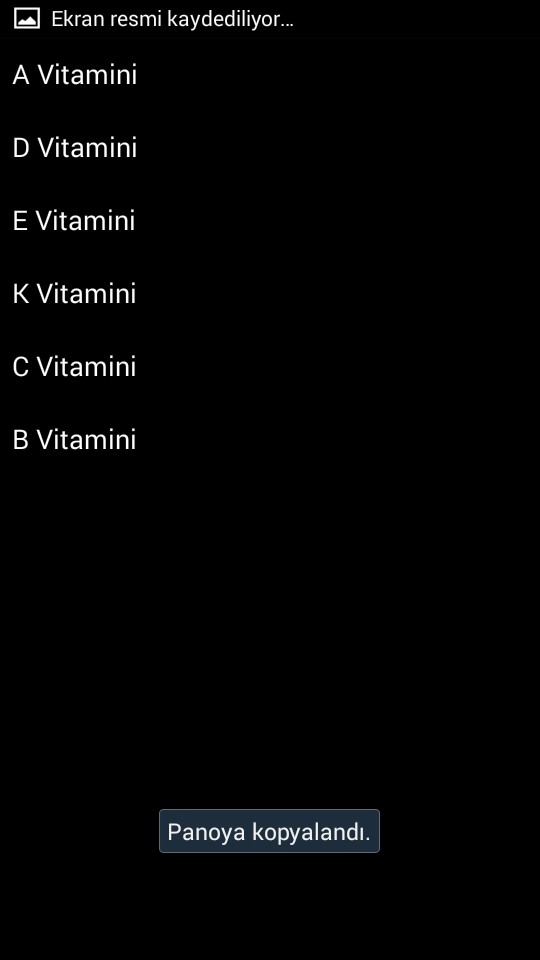 Ekran resmi kaydediliyor...
A Vitamini
D Vitamini
E Vitamini
K Vitamini
C Vitamini
B Vitamini
Panoya kopyalandı.